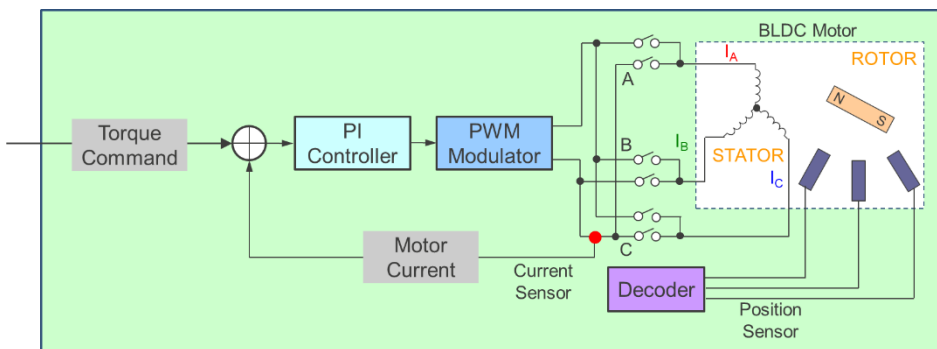 BLDC Motor
I_A
ROTOR
A
N
S
Torque
Command
PI
Controller
PWM
Modulator
B
I_B
STATOR
I_C
C
Motor
Current
Current
Sensor
Decoder
Position
Sensor